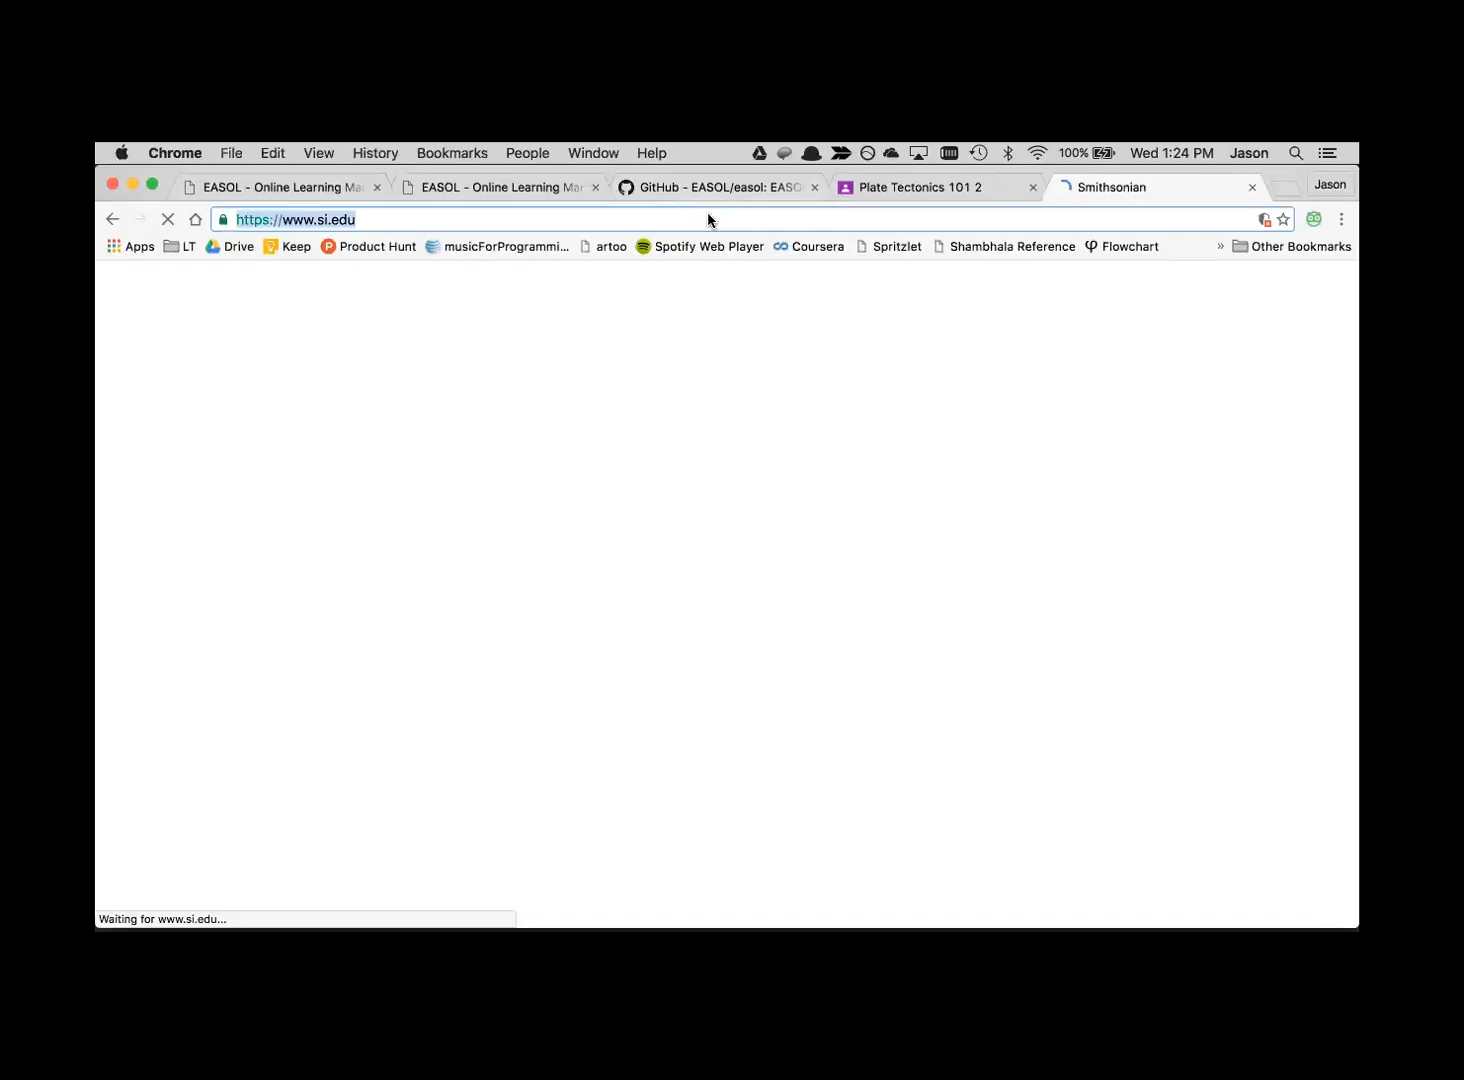 Chrome File Edit View History Bookmarks People Window Help 100% Wed 1:24 PM Jason
EASOL - Online Learning Ma EASOL - Online Learning Mar GitHub - EASOL/easol: EASO Plate Tectonics 101 2 Smithsonian Jason
https://www.si.edu
Apps LT Drive Keep Product Hunt musicForProgrammi... artoo Spotify Web Player Coursera Spritzlet Shambhala Reference Flowchart » Other Bookmarks
Waiting for www.si.edu...